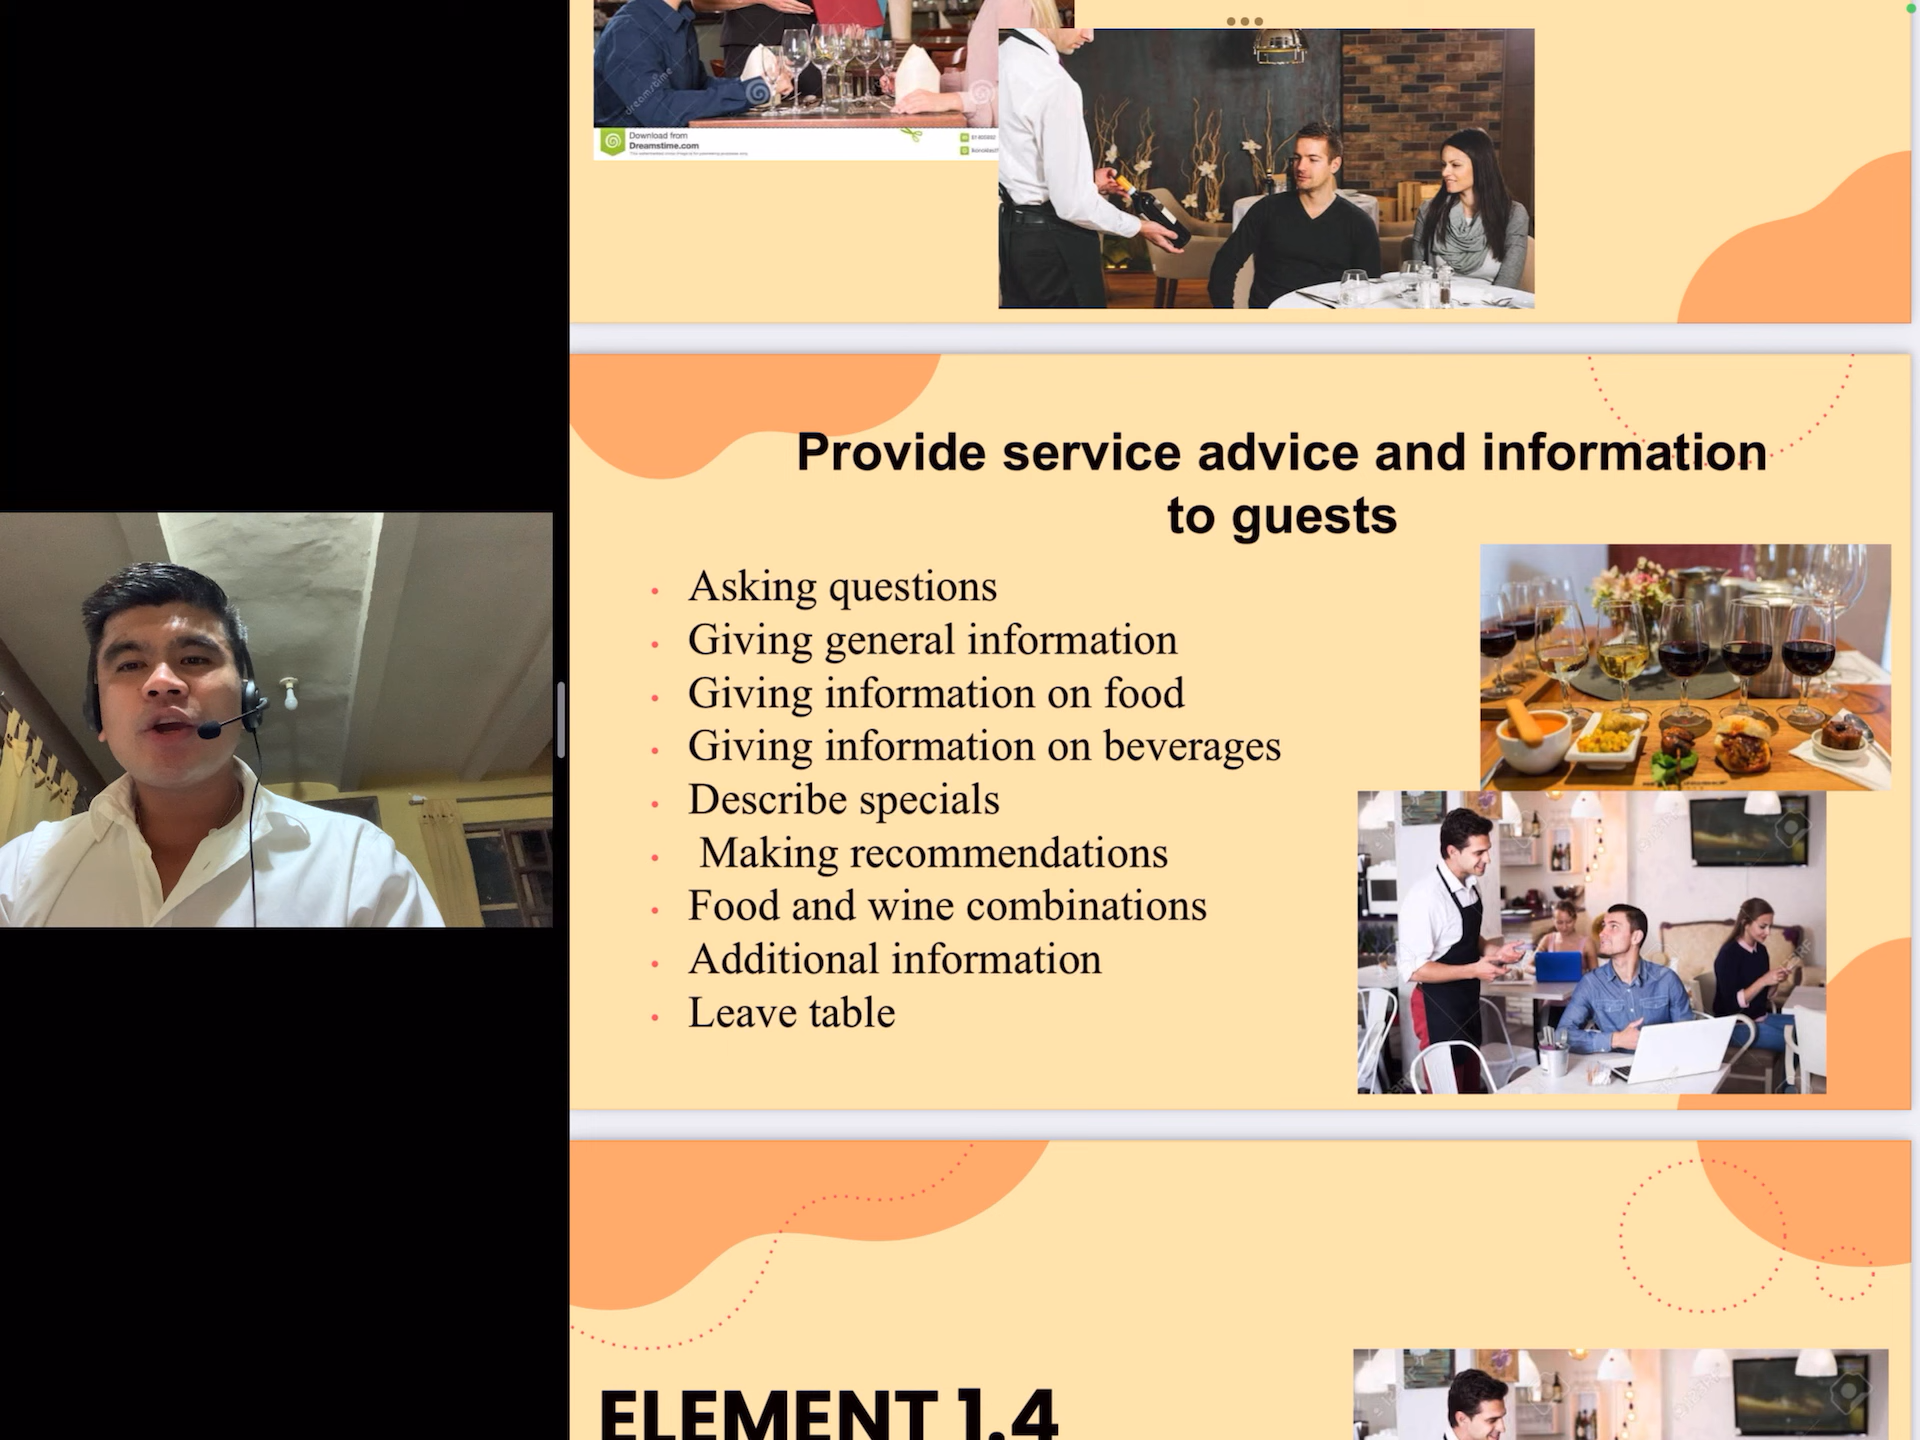 dreamstime
Download from
Dreamstime.com
Provide service advice and information
to guests
• Asking questions
• Giving general information
• Giving information on food
• Giving information on beverages
• Describe specials
• Making recommendations
• Food and wine combinations
• Additional information
• Leave table
ELEMENT 1.4